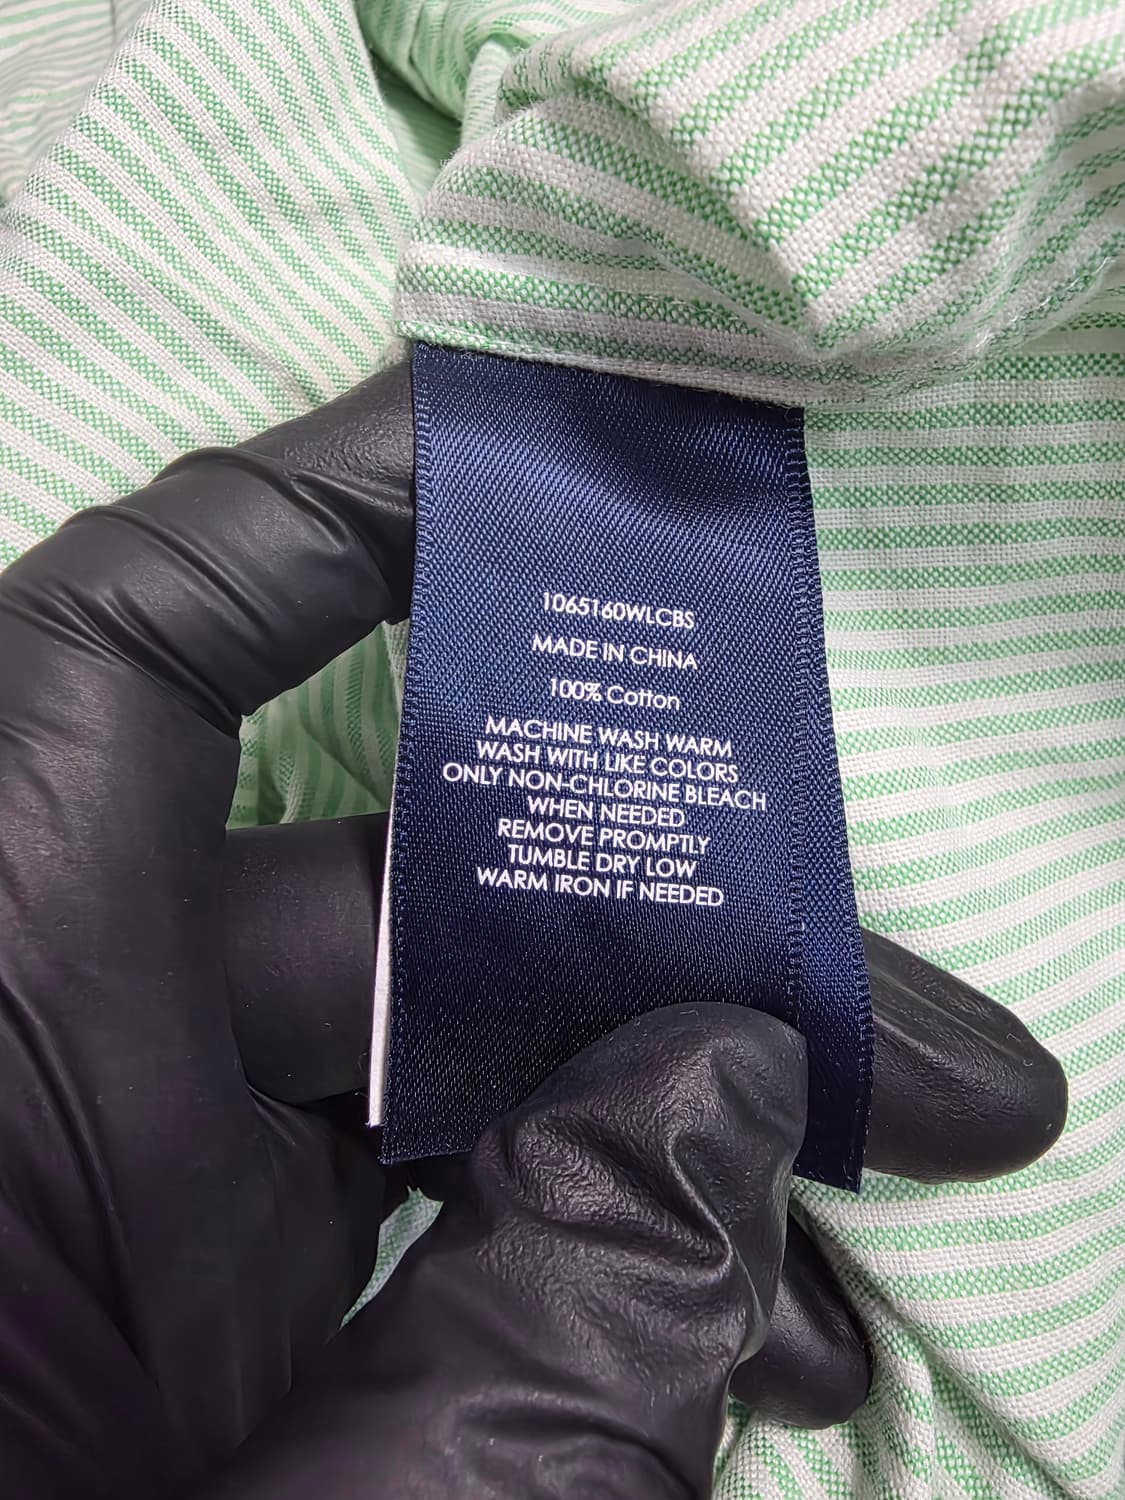 1065160WLCBS
MADE IN CHINA
100% Cotton
MACHINE WASH WARM
WASH WITH LIKE COLORS
ONLY NON-CHLORINE BLEACH
WHEN NEEDED
REMOVE PROMPTLY
TUMBLE DRY LOW
WARM IRON IF NEEDED